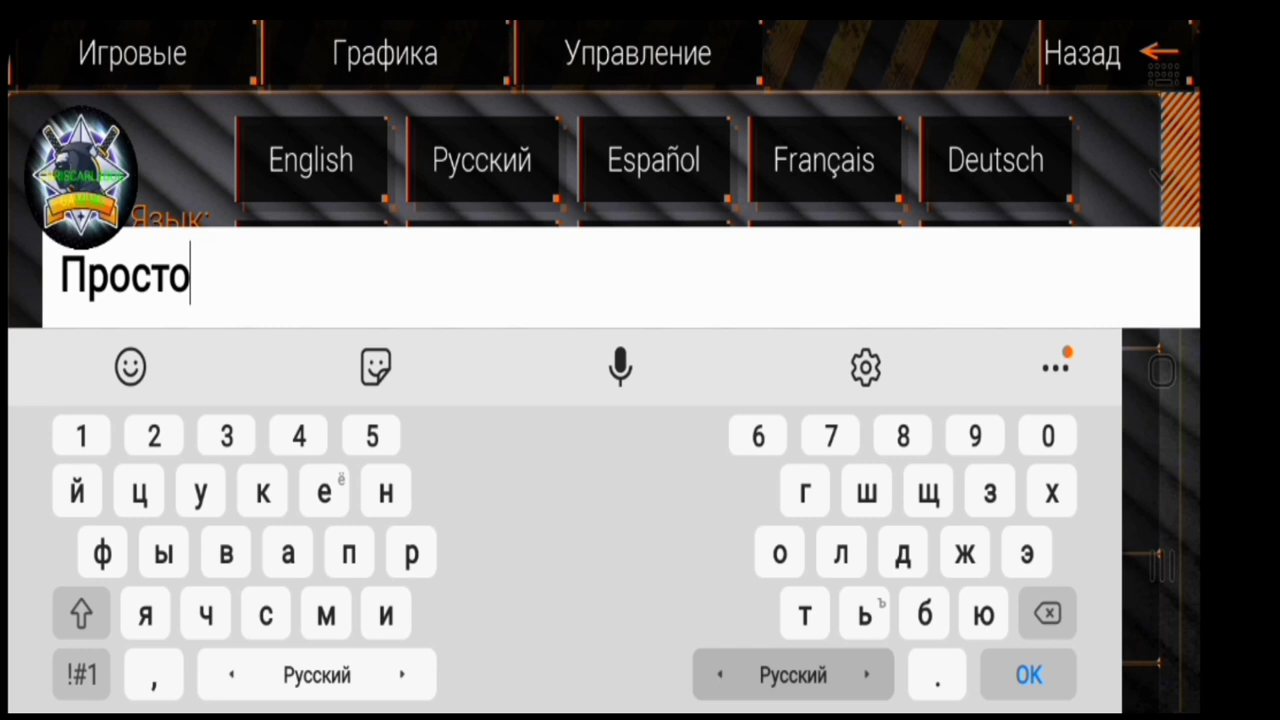 Игровые Графика Управление Назад
English Русский Español Français Deutsch
Язык:
Просто
1 2 3 4 5 6 7 8 9 0
й ц у к е ё н г ш щ з х
ф ы в а п р о л д ж э
я ч с м и т ь ъ б ю
!#1 , Русский Русский . OK